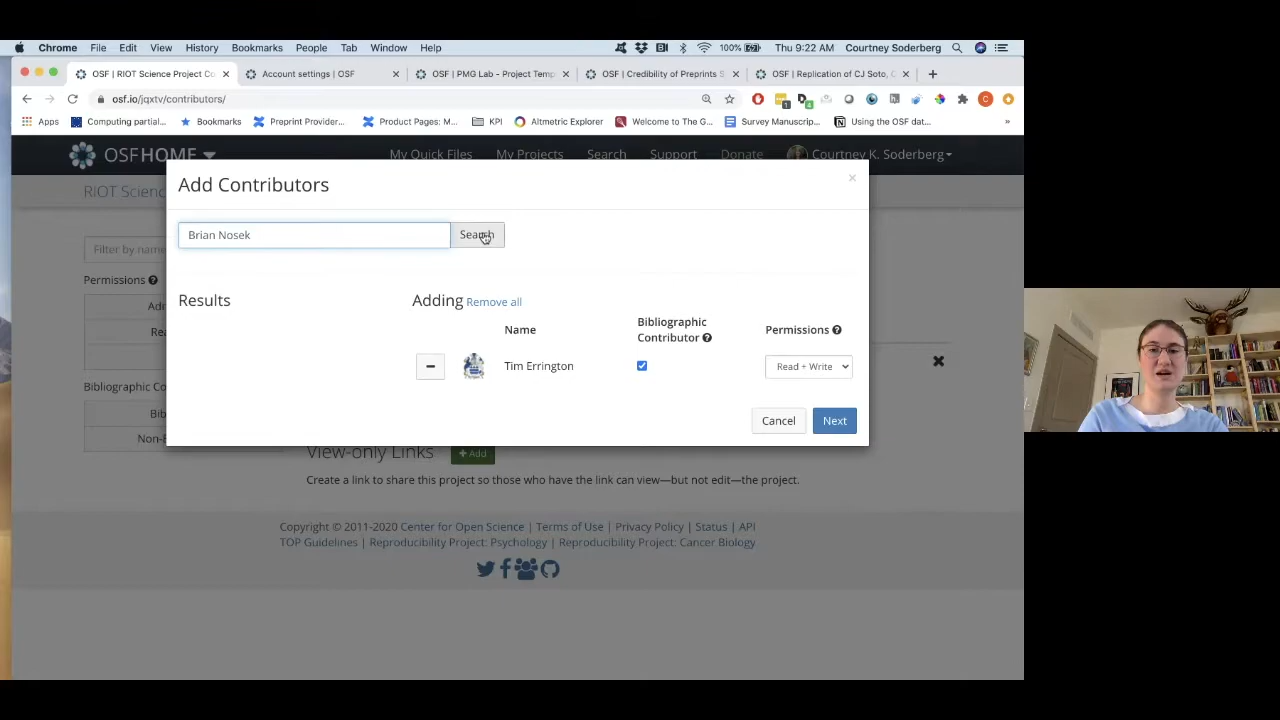 Chrome File Edit View History Bookmarks People Tab Window Help 100% Thu 9:22 AM Courtney Soderberg
OSF | RIOT Science Project Co Account settings | OSF OSF | PMG Lab - Project Temp OSF | Credibility of Preprints S OSF | Replication of CJ Soto,
osf.io/jqxtv/contributors/
Apps Computing partial... Bookmarks Preprint Provider... Product Pages: M... KPI Altmetric Explorer Welcome to The G... Survey Manuscrip... Using the OSF dat... »
OSFHOME My Quick Files My Projects Search Support Donate Courtney K. Soderberg
RIOT Scienc
Add Contributors
Brian Nosek Search
Filter by name
Permissions
Results Adding Remove all
Name Bibliographic Contributor Permissions
Tim Errington Read + Write
Bibliographic Co
Cancel Next
View-only Links + Add
Create a link to share this project so those who have the link can view—but not edit—the project.
Copyright © 2011-2020 Center for Open Science | Terms of Use | Privacy Policy | Status | API
TOP Guidelines | Reproducibility Project: Psychology | Reproducibility Project: Cancer Biology